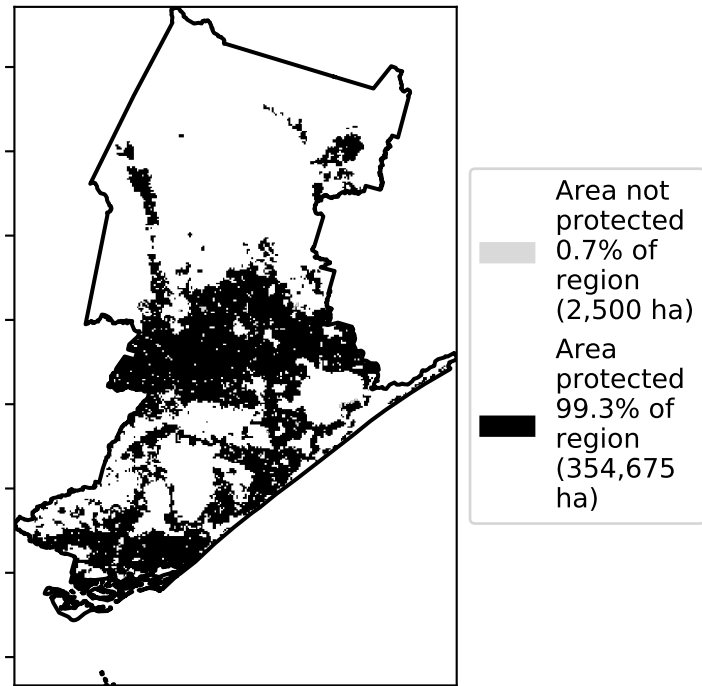 Area not
protected
0.7% of
region
(2,500 ha)
Area
protected
99.3% of
region
(354,675
ha)